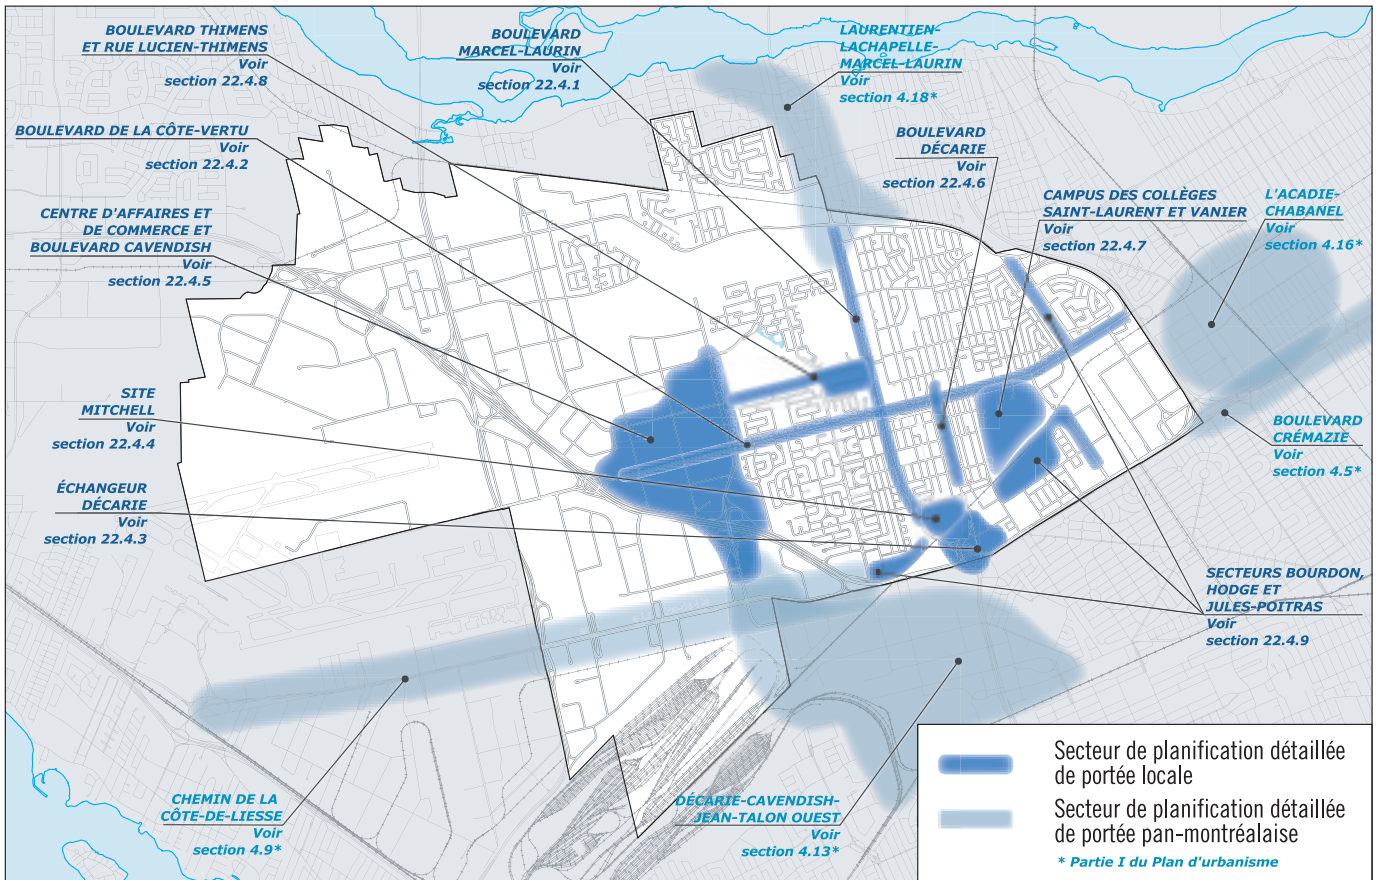 BOULEVARD THIMENS
ET RUE LUCIEN-THIMENS
Voir
section 22.4.8
BOULEVARD
MARCEL-LAURIN
Voir
section 22.4.1
LAURENTIEN-
LACHAPELLE-
MARCEL-LAURIN
Voir
section 4.18*
BOULEVARD DE LA CÔTE-VERTU
Voir
section 22.4.2
BOULEVARD
DÉCARIE
Voir
section 22.4.6
CAMPUS DES COLLÈGES
SAINT-LAURENT ET VANIER
Voir
section 22.4.7
L'ACADIE-
CHABANEL
Voir
section 4.16*
CENTRE D'AFFAIRES ET
DE COMMERCE ET
BOULEVARD CAVENDISH
Voir
section 22.4.5
SITE
MITCHELL
Voir
section 22.4.4
BOULEVARD
CRÉMAZIE
Voir
section 4.5*
ÉCHANGEUR
DÉCARIE
Voir
section 22.4.3
SECTEURS BOURDON,
HODGE ET
JULES-POITRAS
Voir
section 22.4.9
CHEMIN DE LA
CÔTE-DE-LIESSE
Voir
section 4.9*
DÉCARIE-CAVENDISH-
JEAN-TALON OUEST
Voir
section 4.13*
Secteur de planification détaillée
de portée locale
Secteur de planification détaillée
de portée pan-montréalaise
* Partie I du Plan d'urbanisme